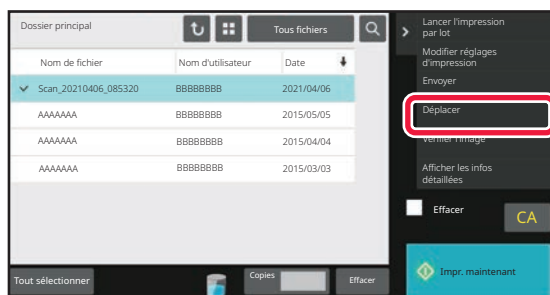 Dossier principal
Tous fichiers
Nom de fichier Nom d'utilisateur Date
Scan_20210406_085320 BBBBBBBB 2021/04/06
AAAAAAA BBBBBBBB 2015/05/05
AAAAAAA BBBBBBBB 2015/04/04
AAAAAAA BBBBBBBB 2015/03/03
Tout sélectionner
Copies
Effacer
Lancer l'impression
par lot
Modifier réglages
d'impression
Envoyer
Déplacer
Vérifier l'image
Afficher les infos
détaillées
Effacer
CA
Impr. maintenant